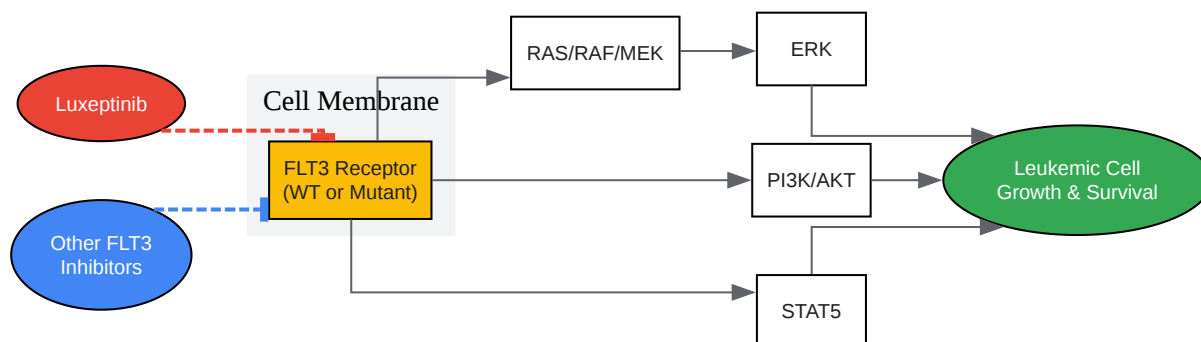 RAS/RAF/MEK
ERK
Luxeptinib
Cell Membrane
FLT3 Receptor
(WT or Mutant)
PI3K/AKT
Leukemic Cell
Growth & Survival
Other FLT3
Inhibitors
STAT5